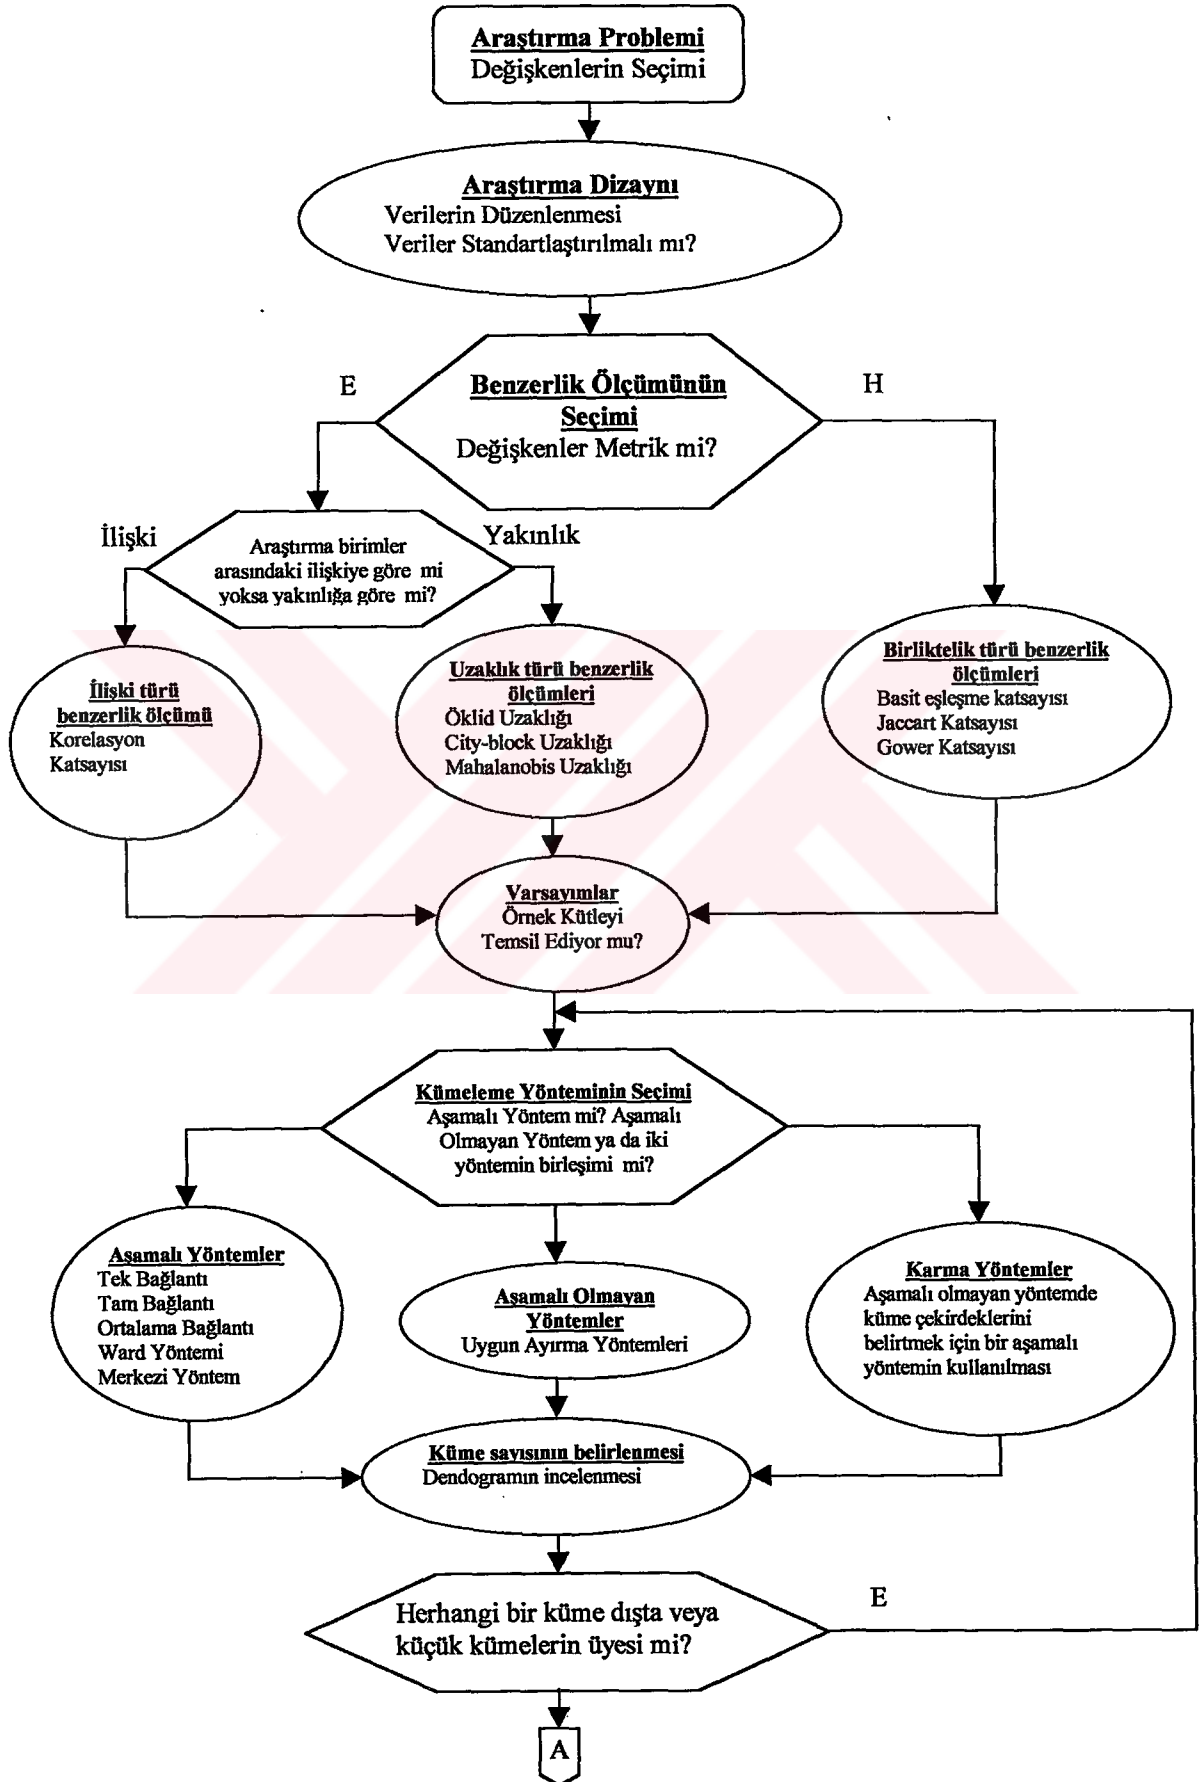 Araştırma Problemi
Değişkenlerin Seçimi
Araştırma Dizaynı
Verilerin Düzenlenmesi
Veriler Standartlaştırılmalı mı?
E
Benzerlik Ölçümünün
Seçimi
Değişkenler Metrik mi?
H
İlişki
Araştırma birimler
arasındaki ilişkiye göre mi
yoksa yakınlığa göre mi?
Yakınlık
İlişki türü
benzerlik ölçümü
Korelasyon
Katsayısı
Uzaklık türü benzerlik
ölçümleri
Öklid Uzaklığı
City-block Uzaklığı
Mahalanobis Uzaklığı
Birliktelik türü benzerlik
ölçümleri
Basit eşleşme katsayısı
Jaccart Katsayısı
Gower Katsayısı
Varsayımlar
Örnek Kütleyi
Temsil Ediyor mu?
Kümeleme Yönteminin Seçimi
Aşamalı Yöntem mi? Aşamalı
Olmayan Yöntem ya da iki
yöntemin birleşimi mi?
Aşamalı Yöntemler
Tek Bağlantı
Tam Bağlantı
Ortalama Bağlantı
Ward Yöntemi
Merkezi Yöntem
Aşamalı Olmayan
Yöntemler
Uygun Ayırma Yöntemleri
Karma Yöntemler
Aşamalı olmayan yöntemde
küme çekirdeklerini
belirtmek için bir aşamalı
yöntemin kullanılması
Küme sayısının belirlenmesi
Dendogramın incelenmesi
Herhangi bir küme dışta veya
küçük kümelerin üyesi mi?
E
A